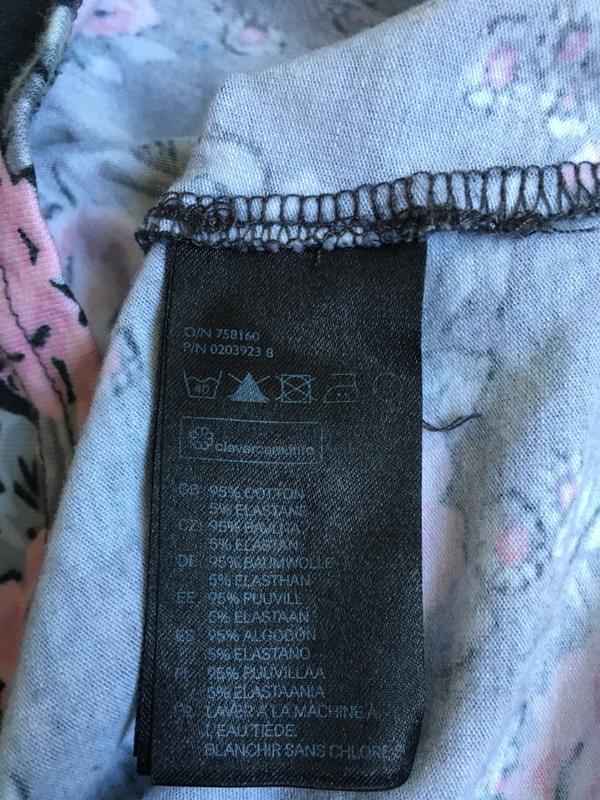 O/N 758160
P/N 0203923 8
40
clevercare.info
GB 95% COTTON
5% ELASTANE
CZ 95% BAVLNA
5% ELASTAN
DE 95% BAUMWOLLE
5% ELASTHAN
EE 95% PUUVILL
5% ELASTAAN
ES 95% ALGODÓN
5% ELASTANO
FI 95% PUUVILLAA
5% ELASTAANIA
FR LAVER À LA MACHINE À
L'EAU TIÈDE.
BLANCHIR SANS CHLORE